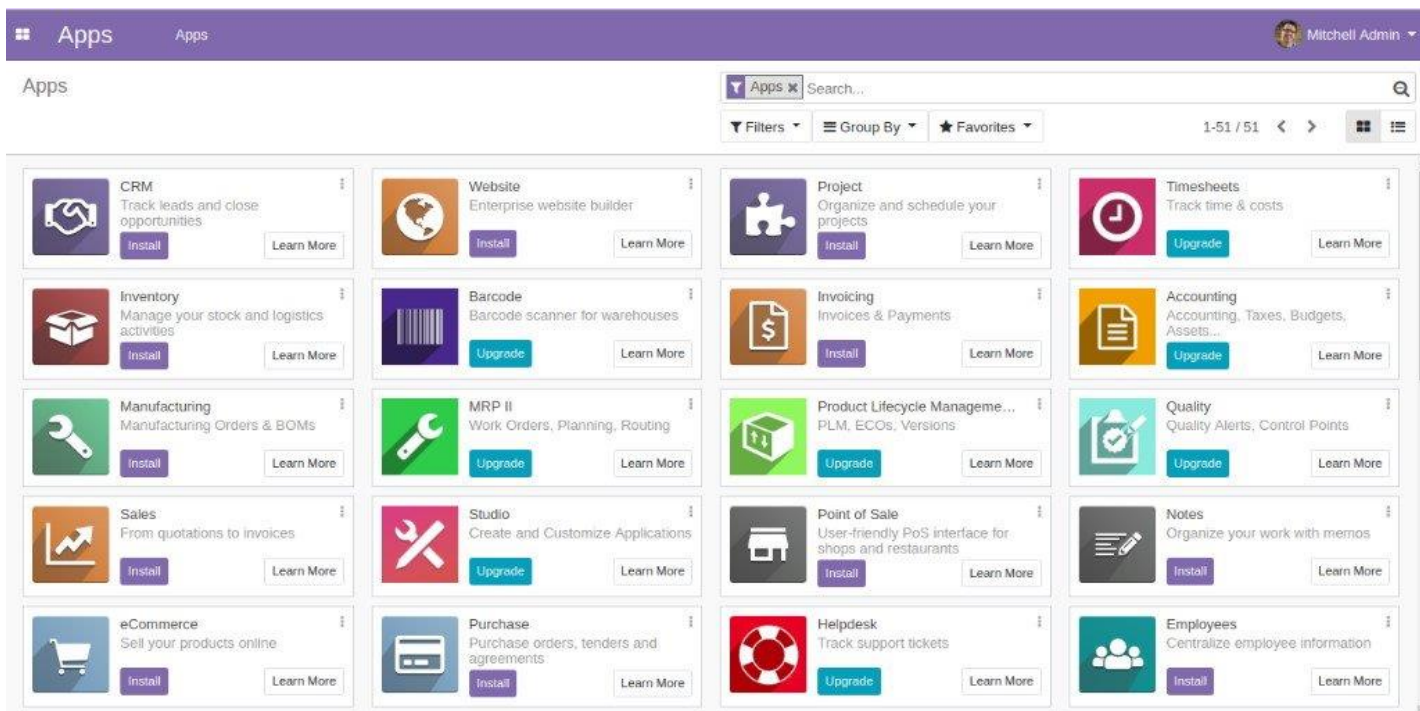 Apps
Apps
Mitchell Admin
Apps
Apps
Search...
Filters
Group By
Favorites
1-51 / 51
CRM
Track leads and close
opportunities
Install
Learn More
Website
Enterprise website builder
Install
Learn More
Project
Organize and schedule your
projects
Install
Learn More
Timesheets
Track time & costs
Upgrade
Learn More
Inventory
Manage your stock and logistics
activities
Install
Learn More
Barcode
Barcode scanner for warehouses
Upgrade
Learn More
Invoicing
Invoices & Payments
Install
Learn More
Accounting
Accounting, Taxes, Budgets,
Assets...
Upgrade
Learn More
Manufacturing
Manufacturing Orders & BOMs
Install
Learn More
MRP II
Work Orders, Planning, Routing
Upgrade
Learn More
Product Lifecycle Manageme...
PLM, ECOs, Versions
Upgrade
Learn More
Quality
Quality Alerts, Control Points
Upgrade
Learn More
Sales
From quotations to invoices
Install
Learn More
Studio
Create and Customize Applications
Upgrade
Learn More
Point of Sale
User-friendly PoS interface for
shops and restaurants
Install
Learn More
Notes
Organize your work with memos
Install
Learn More
eCommerce
Sell your products online
Install
Learn More
Purchase
Purchase orders, tenders and
agreements
Install
Learn More
Helpdesk
Track support tickets
Upgrade
Learn More
Employees
Centralize employee information
Install
Learn More